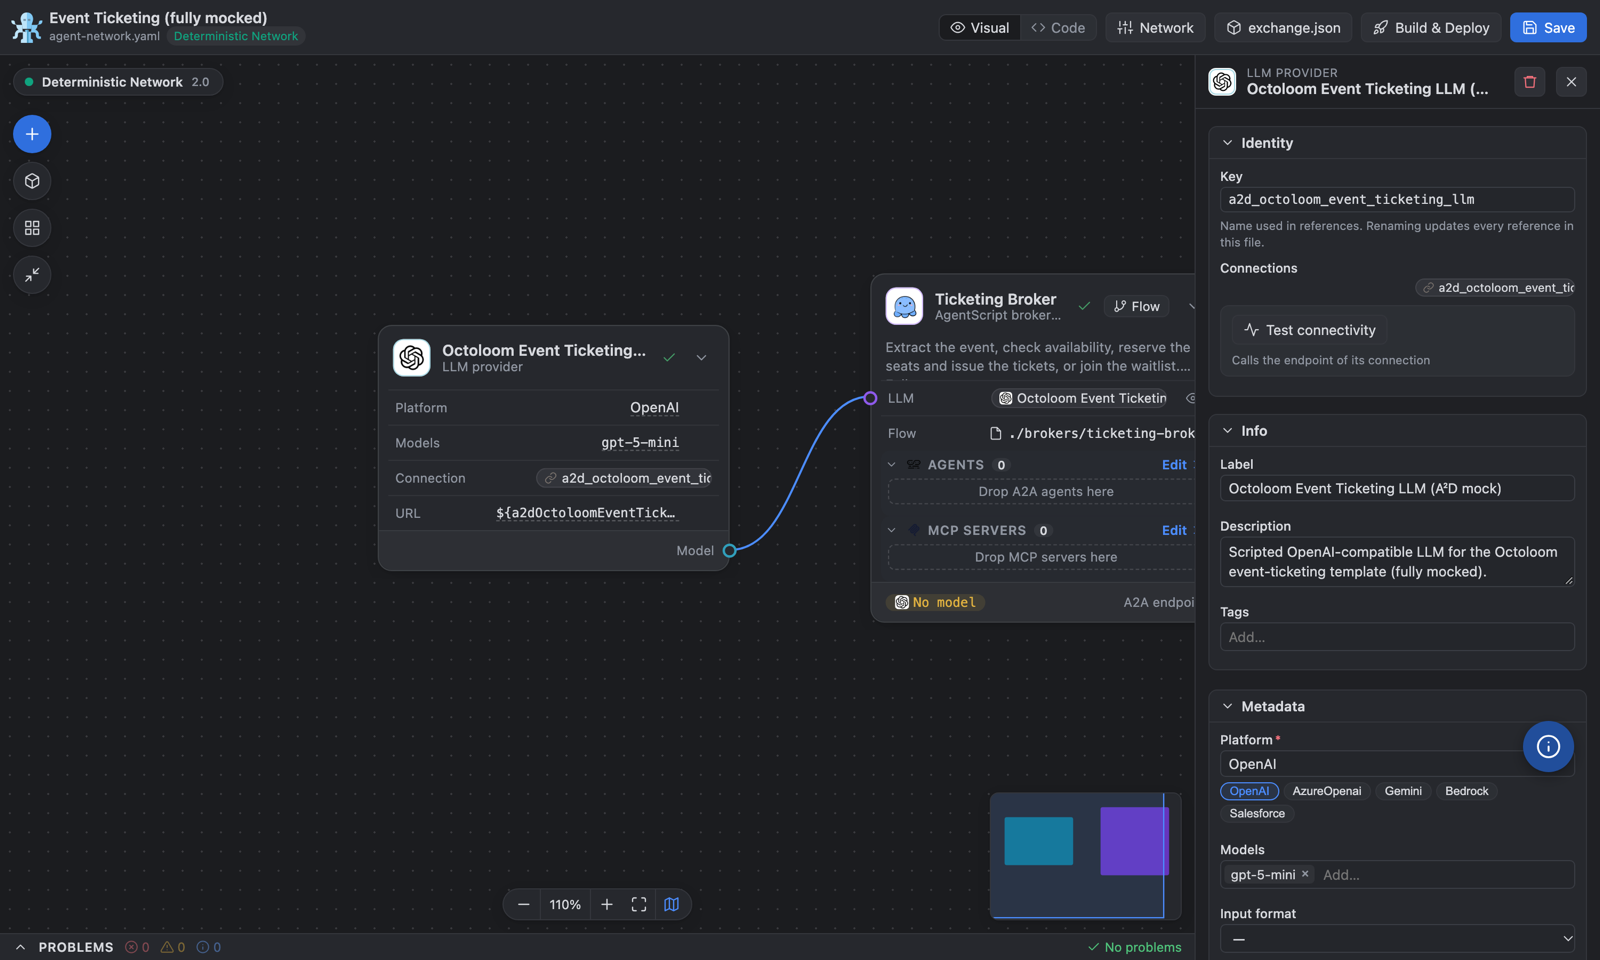 Event Ticketing (fully mocked)
agent-network.yaml
Deterministic Network
Visual
Code
Network
exchange.json
Build & Deploy
Save
Deterministic Network 2.0
LLM PROVIDER
Octoloom Event Ticketing LLM (...
Identity
Key
a2d_octoloom_event_ticketing_llm
Name used in references. Renaming updates every reference in
this file.
Connections
a2d_octoloom_event_tic
Test connectivity
Calls the endpoint of its connection
Info
Label
Octoloom Event Ticketing LLM (A²D mock)
Description
Scripted OpenAI-compatible LLM for the Octoloom
event-ticketing template (fully mocked).
Tags
Add...
Metadata
Platform*
OpenAI
OpenAI
AzureOpenai
Gemini
Bedrock
Salesforce
Models
gpt-5-mini ×
Add...
Input format
—
Octoloom Event Ticketing...
LLM provider
Platform
OpenAI
Models
gpt-5-mini
Connection
a2d_octoloom_event_tic
URL
${a2dOctoloomEventTick…
Model
Ticketing Broker
AgentScript broker...
Flow
Extract the event, check availability, reserve the
seats and issue the tickets, or join the waitlist....
LLM
Octoloom Event Ticketin
Flow
./brokers/ticketing-brok
AGENTS 0
Edit
Drop A2A agents here
MCP SERVERS 0
Edit
Drop MCP servers here
No model
A2A endpoi
110%
PROBLEMS 0 0 0
No problems